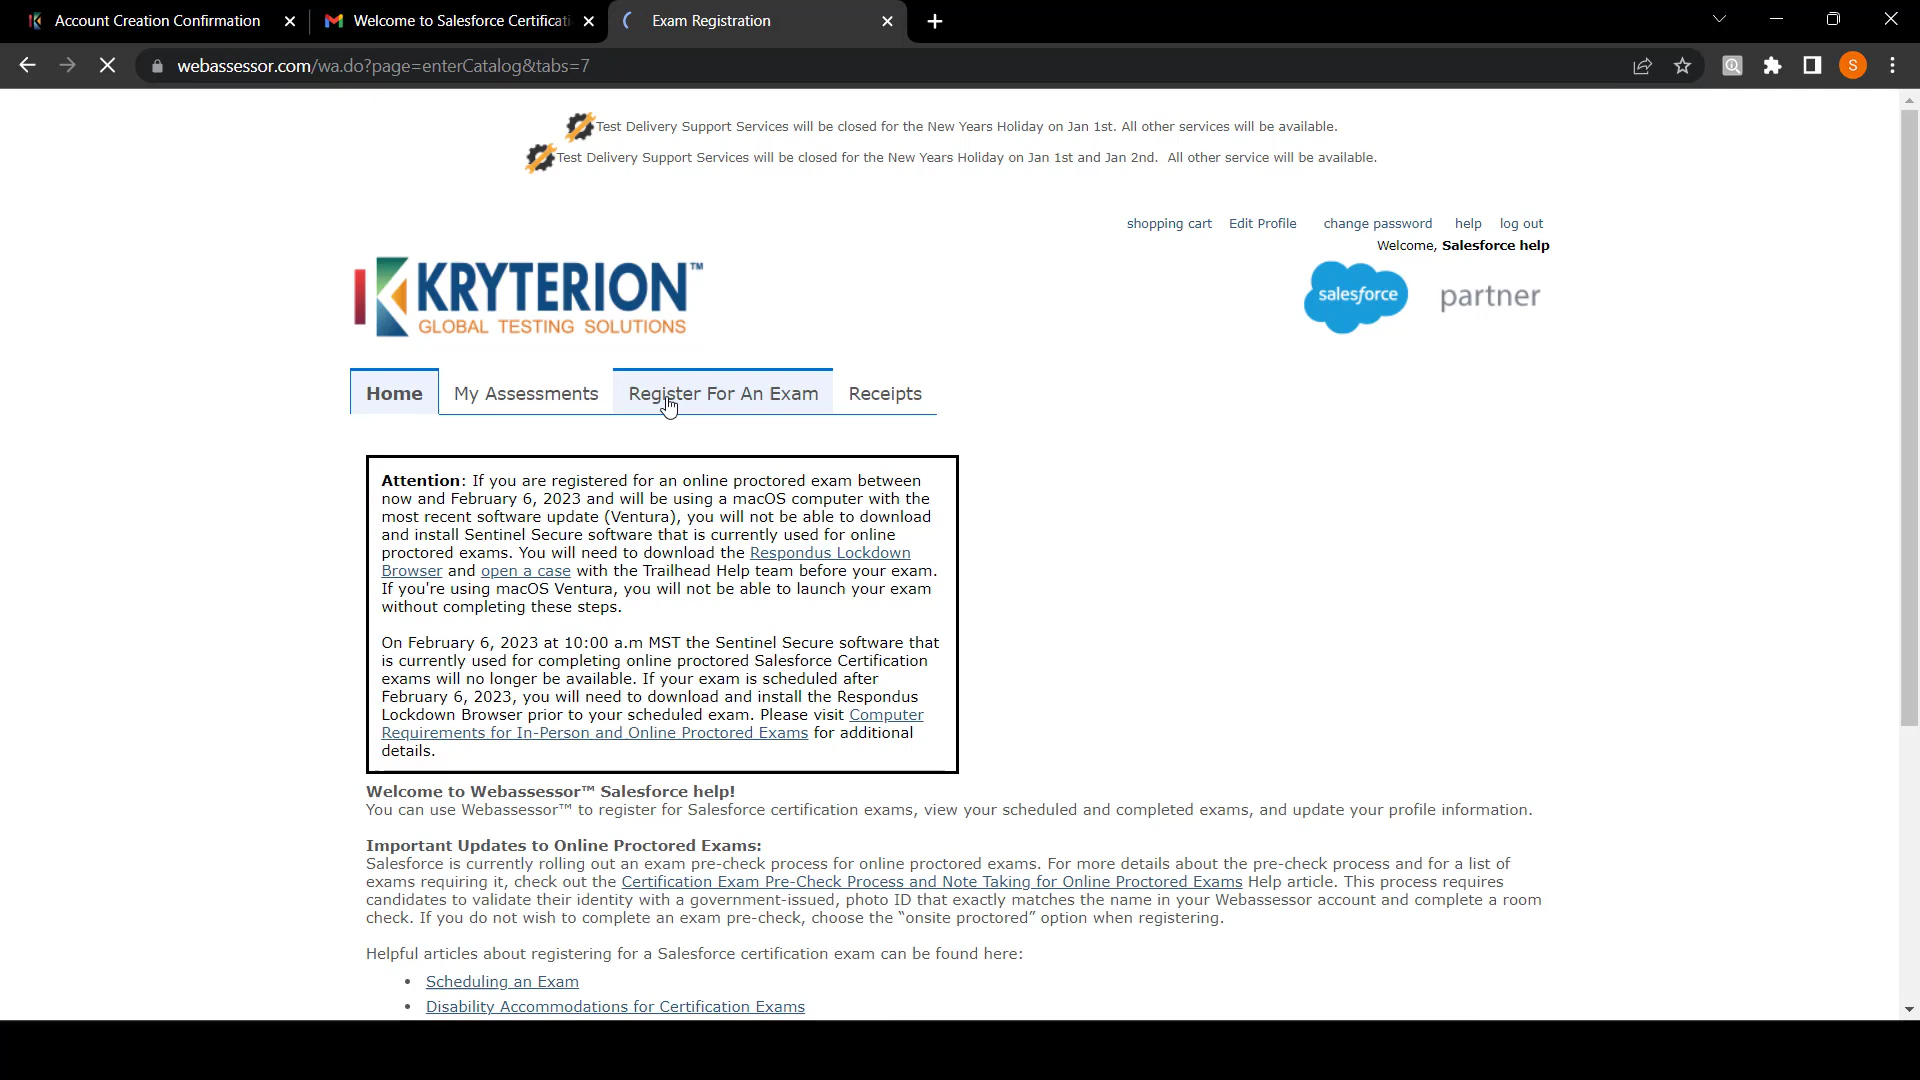 Account Creation Confirmation
Welcome to Salesforce Certificati
Exam Registration
webassessor.com/wa.do?page=enterCatalog&tabs=7
S
Test Delivery Support Services will be closed for the New Years Holiday on Jan 1st. All other services will be available.
Test Delivery Support Services will be closed for the New Years Holiday on Jan 1st and Jan 2nd. All other service will be available.
shopping cart Edit Profile change password help log out
Welcome, Salesforce help
KRYTERION™
GLOBAL TESTING SOLUTIONS
salesforce partner
Home My Assessments Register For An Exam Receipts
Attention: If you are registered for an online proctored exam between
now and February 6, 2023 and will be using a macOS computer with the
most recent software update (Ventura), you will not be able to download
and install Sentinel Secure software that is currently used for online
proctored exams. You will need to download the Respondus Lockdown
Browser and open a case with the Trailhead Help team before your exam.
If you're using macOS Ventura, you will not be able to launch your exam
without completing these steps.
On February 6, 2023 at 10:00 a.m MST the Sentinel Secure software that
is currently used for completing online proctored Salesforce Certification
exams will no longer be available. If your exam is scheduled after
February 6, 2023, you will need to download and install the Respondus
Lockdown Browser prior to your scheduled exam. Please visit Computer
Requirements for In-Person and Online Proctored Exams for additional
details.
Welcome to Webassessor™ Salesforce help!
You can use Webassessor™ to register for Salesforce certification exams, view your scheduled and completed exams, and update your profile information.
Important Updates to Online Proctored Exams:
Salesforce is currently rolling out an exam pre-check process for online proctored exams. For more details about the pre-check process and for a list of
exams requiring it, check out the Certification Exam Pre-Check Process and Note Taking for Online Proctored Exams Help article. This process requires
candidates to validate their identity with a government-issued, photo ID that exactly matches the name in your Webassessor account and complete a room
check. If you do not wish to complete an exam pre-check, choose the “onsite proctored” option when registering.
Helpful articles about registering for a Salesforce certification exam can be found here:
• Scheduling an Exam
• Disability Accommodations for Certification Exams